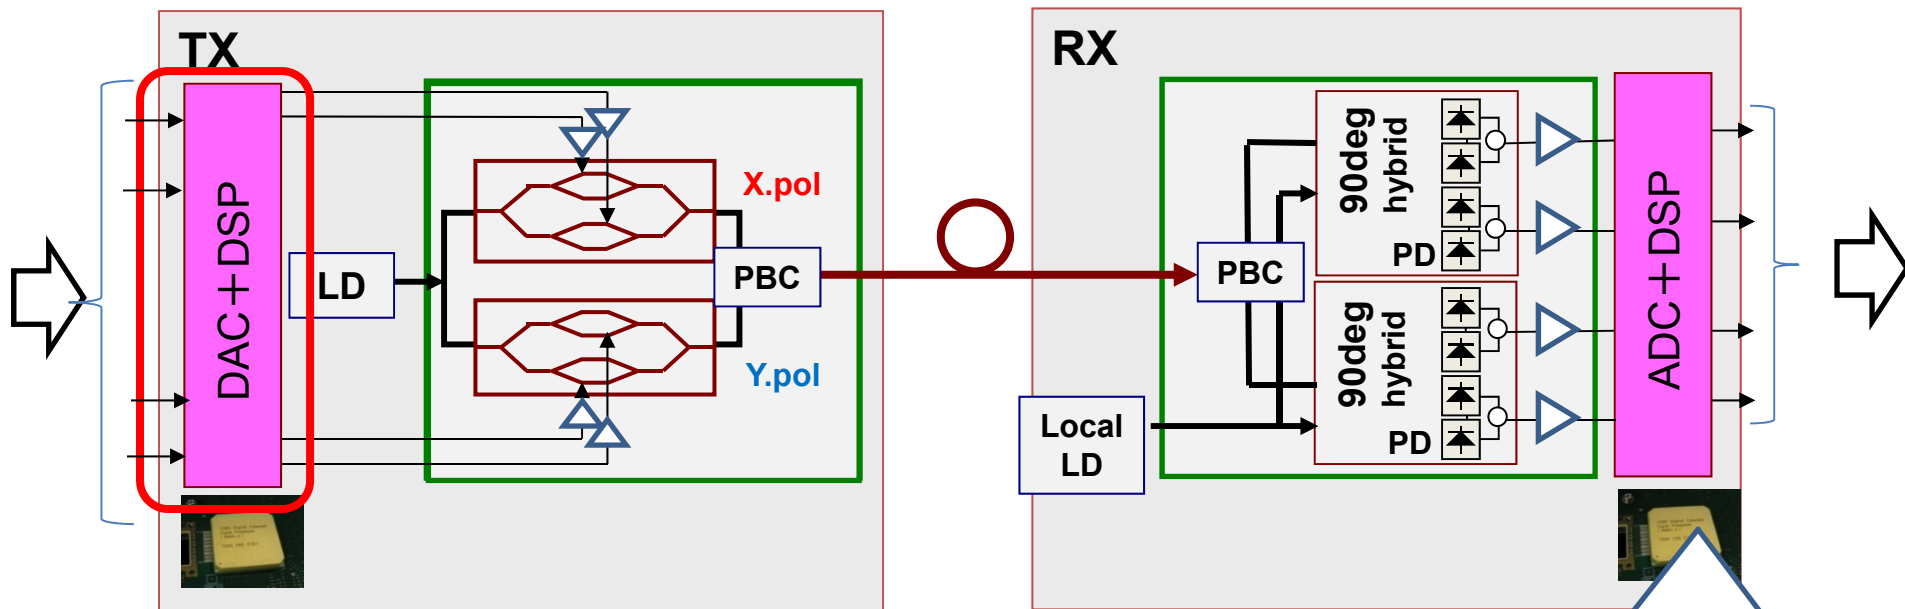 TX
DAC＋DSP
LD
X.pol
Y.pol
PBC
RX
PBC
Local
LD
90deg
hybrid
PD
90deg
hybrid
PD
ADC＋DSP